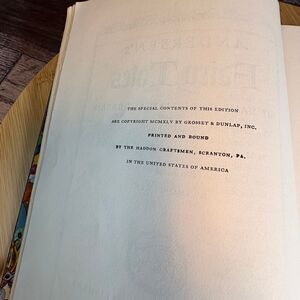 THE SPECIAL CONTENTS OF THIS EDITION
ARE COPYRIGHT MCMXLV BY GROSSET & DUNLAP, INC.
PRINTED AND BOUND
BY THE HADDON CRAFTSMEN, SCRANTON, PA.
IN THE UNITED STATES OF AMERICA